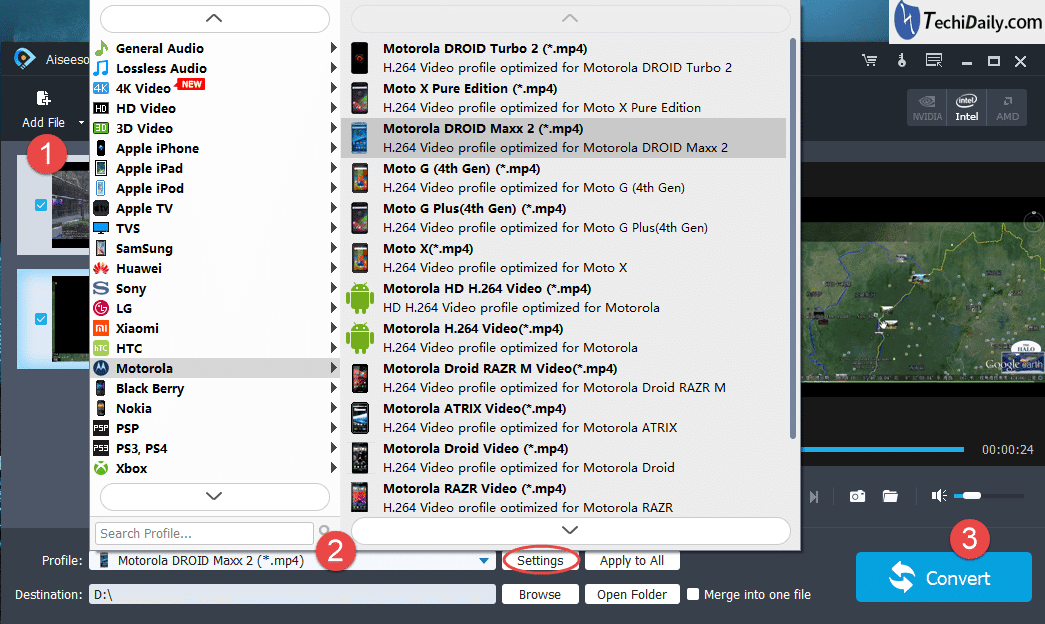 TechiDaily.com
Aiseeso
Add File
1
NVIDIA
Intel
AMD
General Audio
Lossless Audio
4K Video NEW
HD Video
3D Video
Apple iPhone
Apple iPad
Apple iPod
Apple TV
TVS
SamSung
Huawei
Sony
LG
Xiaomi
HTC
Motorola
Black Berry
Nokia
PSP
PS3, PS4
Xbox
Search Profile...
Motorola DROID Turbo 2 (*.mp4)
H.264 Video profile optimized for Motorola DROID Turbo 2
Moto X Pure Edition (*.mp4)
H.264 Video profile optimized for Moto X Pure Edition
Motorola DROID Maxx 2 (*.mp4)
H.264 Video profile optimized for Motorola DROID Maxx 2
Moto G (4th Gen) (*.mp4)
H.264 Video profile optimized for Moto G (4th Gen)
Moto G Plus(4th Gen) (*.mp4)
H.264 Video profile optimized for Moto G Plus(4th Gen)
Moto X(*.mp4)
H.264 Video profile optimized for Moto X
Motorola HD H.264 Video (*.mp4)
HD H.264 Video profile optimized for Motorola
Motorola H.264 Video(*.mp4)
H.264 Video profile optimized for Motorola
Motorola Droid RAZR M Video(*.mp4)
H.264 Video profile optimized for Motorola Droid RAZR M
Motorola ATRIX Video(*.mp4)
H.264 Video profile optimized for Motorola ATRIX
Motorola Droid Video (*.mp4)
H.264 Video profile optimized for Motorola Droid
Motorola RAZR Video (*.mp4)
H.264 Video profile optimized for Motorola RAZR
HALO
Google earth
00:00:24
2
3
Profile: Motorola DROID Maxx 2 (*.mp4) Settings Apply to All
Convert
Destination: D:\ Browse Open Folder Merge into one file